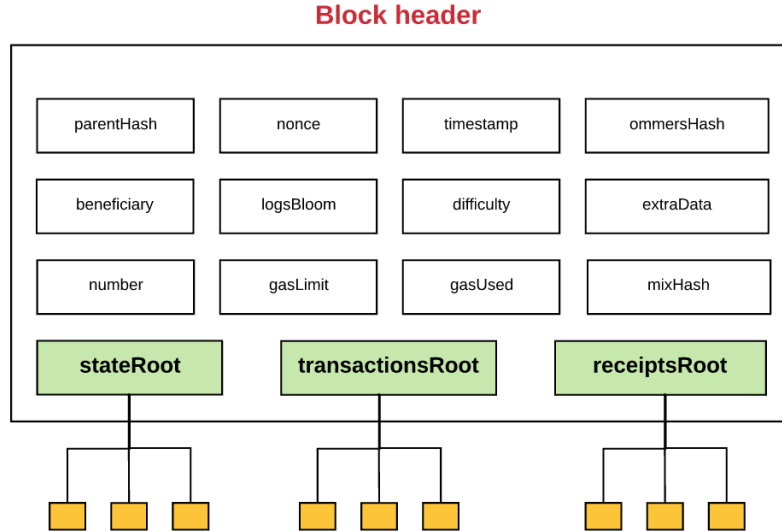 Block header
parentHash
nonce
timestamp
ommersHash
beneficiary
logsBloom
difficulty
extraData
number
gasLimit
gasUsed
mixHash
stateRoot
transactionsRoot
receiptsRoot